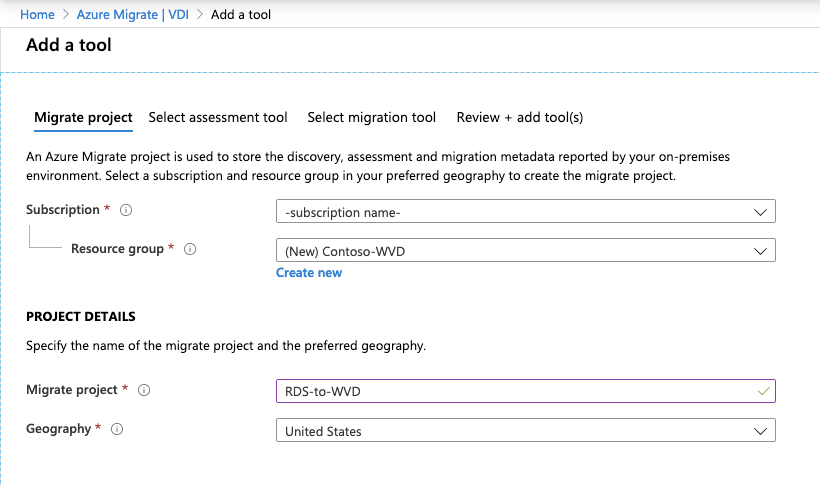 Home > Azure Migrate | VDI > Add a tool
Add a tool
Migrate project Select assessment tool Select migration tool Review + add tool(s)
An Azure Migrate project is used to store the discovery, assessment and migration metadata reported by your on-premises
environment. Select a subscription and resource group in your preferred geography to create the migrate project.
Subscription * -subscription name-
Resource group * (New) Contoso-WVD
Create new
PROJECT DETAILS
Specify the name of the migrate project and the preferred geography.
Migrate project * RDS-to-WVD
Geography * United States